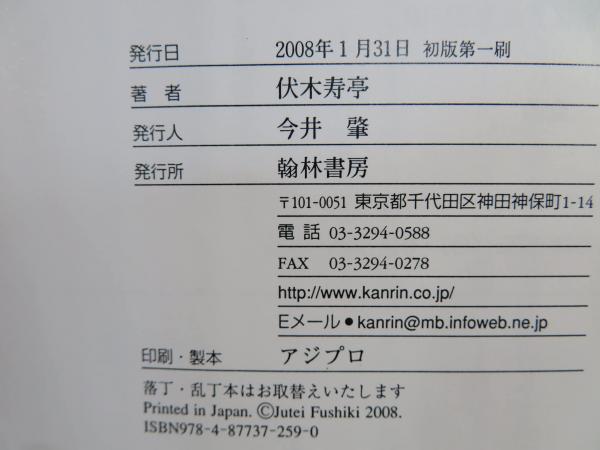 発行日 2008年1月31日 初版第一刷
著者 伏木寿亭
発行人 今井 肇
発行所 翰林書房
〒101-0051 東京都千代田区神田神保町1-14
電話 03-3294-0588
FAX 03-3294-0278
http://www.kanrin.co.jp/
Eメール●kanrin@mb.infoweb.ne.jp
印刷・製本 アジプロ
落丁・乱丁本はお取替えいたします
Printed in Japan. ©Jutei Fushiki 2008.
ISBN978-4-87737-259-0